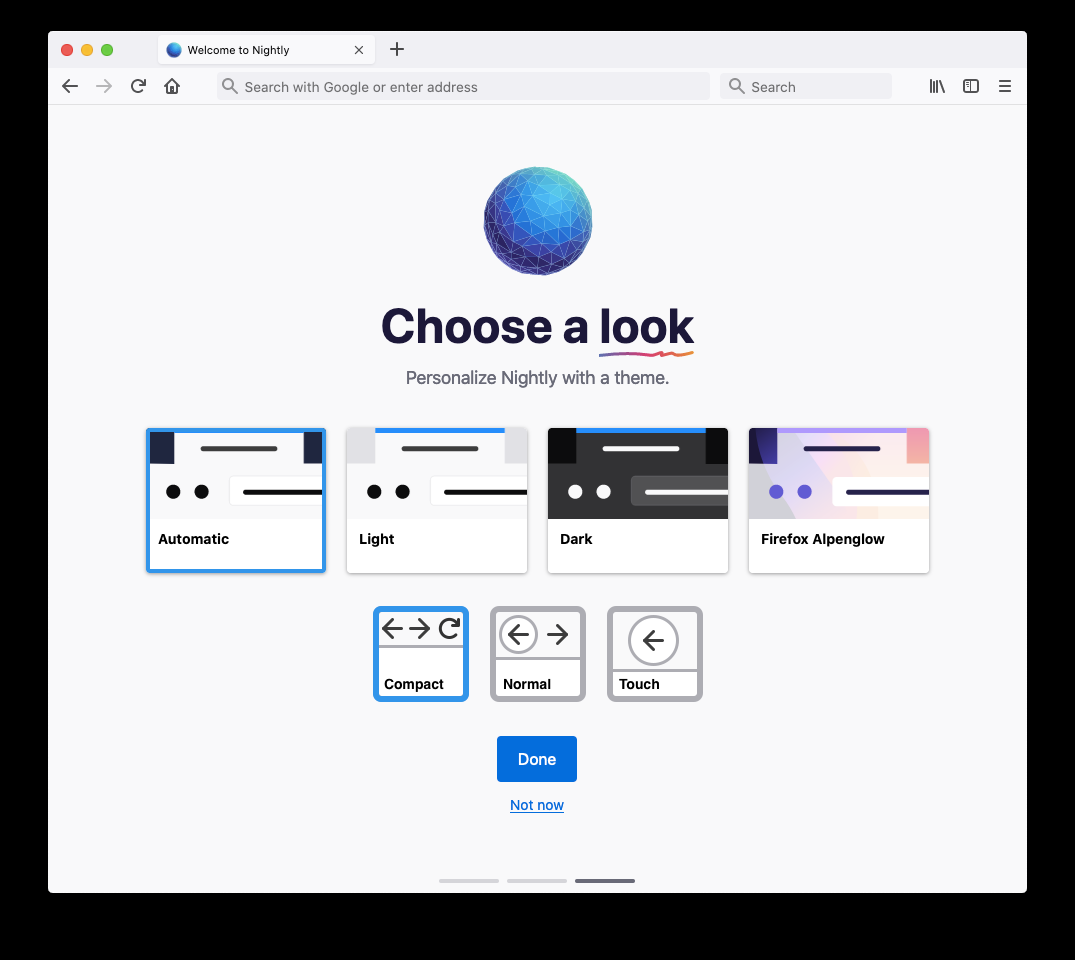 Welcome to Nightly
Search with Google or enter address
Search
Choose a look
Personalize Nightly with a theme.
Automatic
Light
Dark
Firefox Alpenglow
Compact
Normal
Touch
Done
Not now